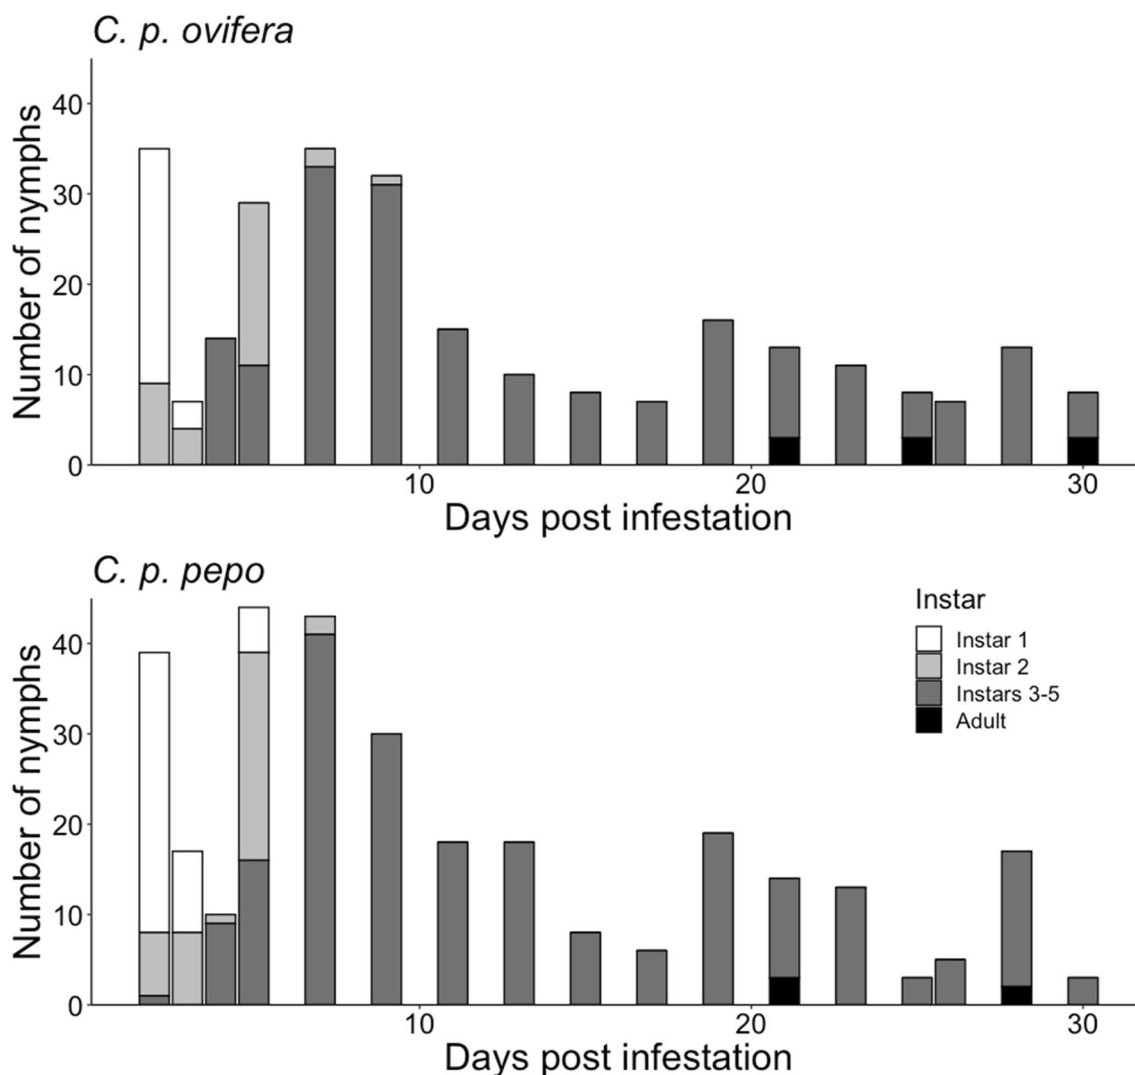 C. p. ovifera
Number of nymphs
40
30
20
10
0
10 20 30
Days post infestation
C. p. pepo
Number of nymphs
40
30
20
10
0
Instar
Instar 1
Instar 2
Instars 3-5
Adult
10 20 30
Days post infestation